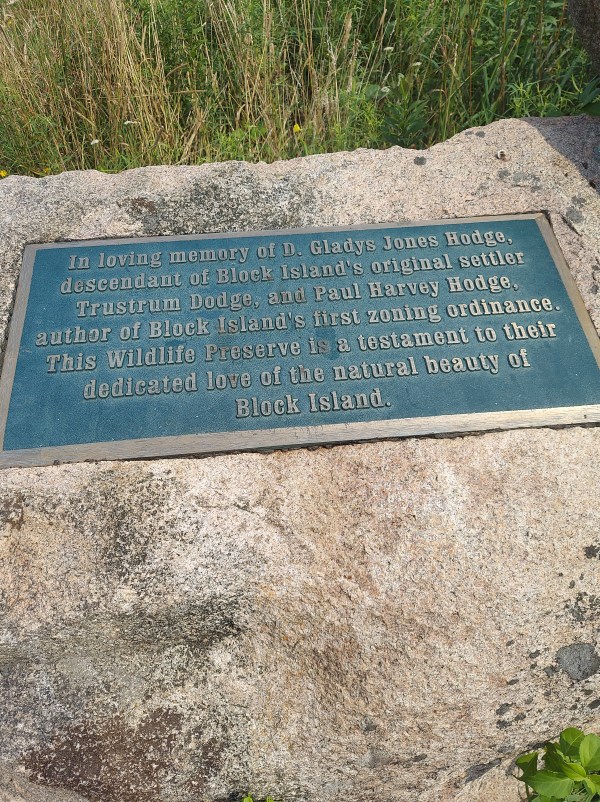 In loving memory of D. Gladys Jones Hodge,
descendant of Block Island's original settler
Trustrum Dodge, and Paul Harvey Hodge,
author of Block Island's first zoning ordinance.
This Wildlife Preserve is a testament to their
dedicated love of the natural beauty of
Block Island.